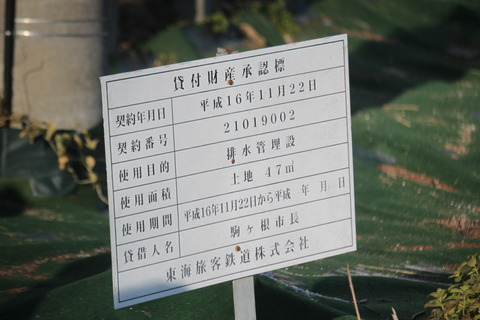 貸付財産承認標
契約年月日 平成16年11月22日
契約番号 21019002
使用目的 排水管埋設
使用面積 土地 47㎡
使用期間 平成16年11月22日から平成 年 月 日
貸借人名 駒ヶ根市長
東海旅客鉄道株式会社